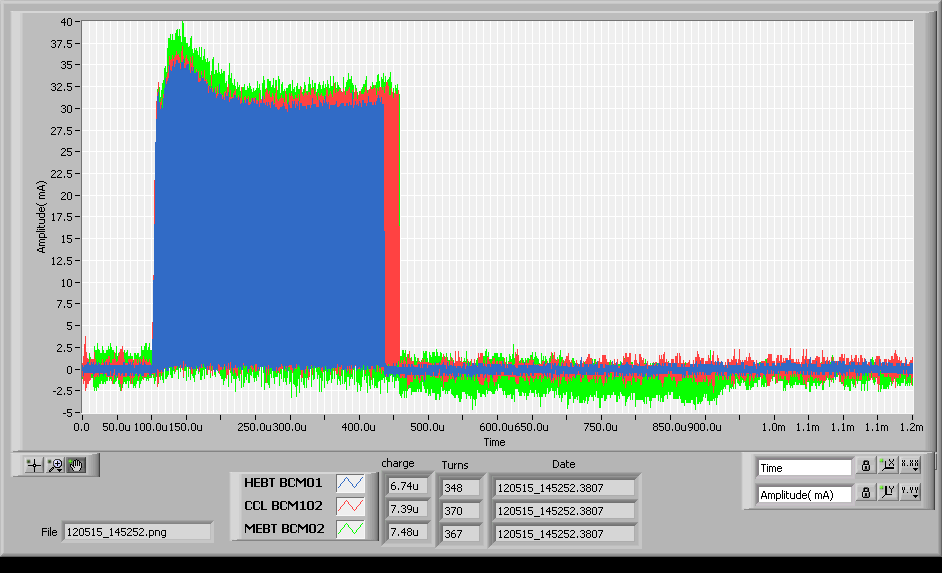 40
37.5
35
32.5
30
27.5
25
22.5
20
17.5
15
12.5
10
7.5
5
2.5
0
-2.5
-5
Amplitude( mA)
0.0 50.0u 100.0u150.0u 250.0u300.0u 400.0u 500.0u 600.0u650.0u 750.0u 850.0u900.0u 1.0m 1.1m 1.1m 1.2m
Time
charge Turns Date
HEBT BCM01 6.74u 348 120515_145252.3807
CCL BCM102 7.39u 370 120515_145252.3807
MEBT BCM02 7.48u 367 120515_145252.3807
Time X X.XX
Amplitude( mA) Y Y.YY
File 120515_145252.png